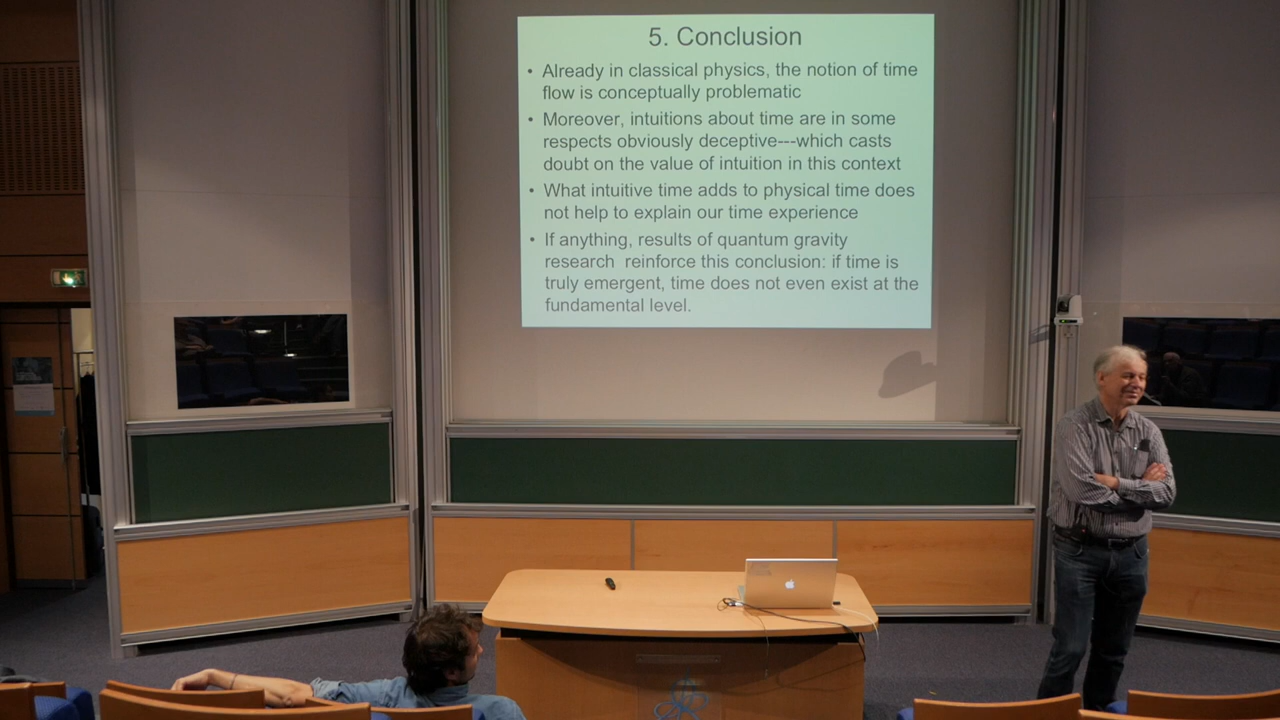 5. Conclusion
• Already in classical physics, the notion of time
flow is conceptually problematic
• Moreover, intuitions about time are in some
respects obviously deceptive---which casts
doubt on the value of intuition in this context
• What intuitive time adds to physical time does
not help to explain our time experience
• If anything, results of quantum gravity
research  reinforce this conclusion: if time is
truly emergent, time does not even exist at the
fundamental level.